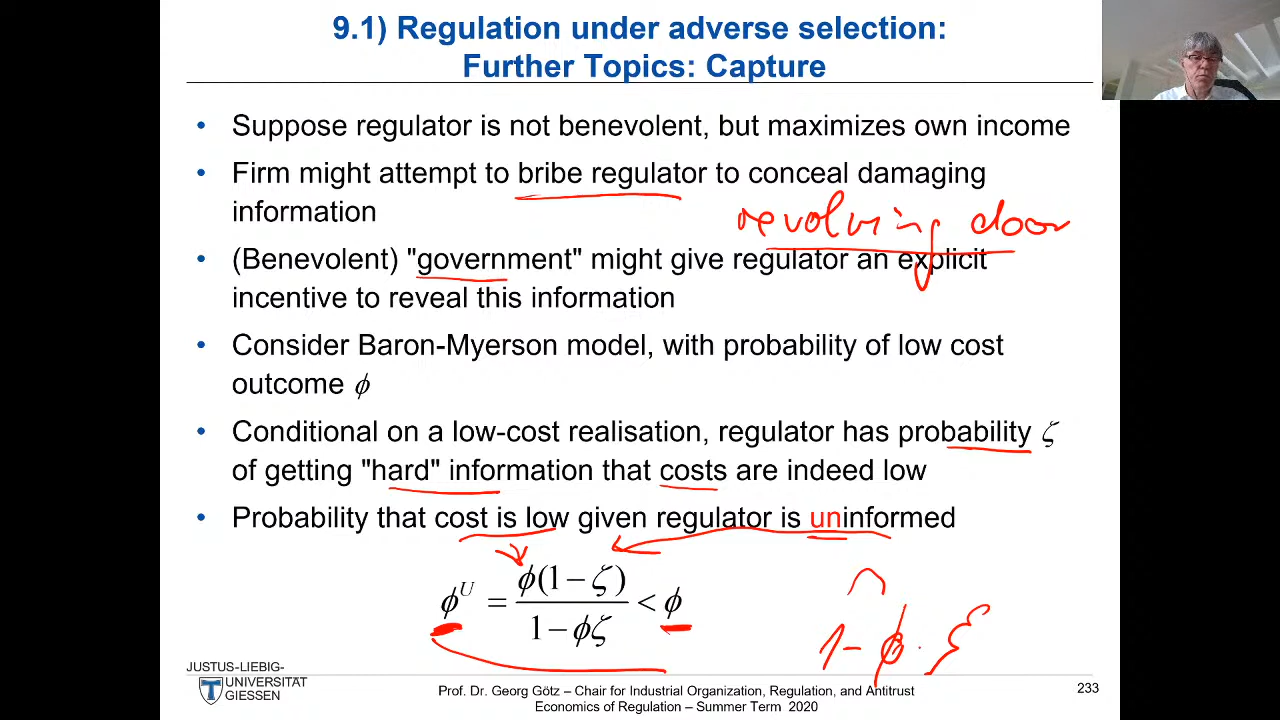 9.1) Regulation under adverse selection:
Further Topics: Capture
• Suppose regulator is not benevolent, but maximizes own income
• Firm might attempt to bribe regulator to conceal damaging
information
revolving door
• (Benevolent) "government" might give regulator an explicit
incentive to reveal this information
• Consider Baron-Myerson model, with probability of low cost
outcome ϕ
• Conditional on a low-cost realisation, regulator has probability ζ
of getting "hard" information that costs are indeed low
• Probability that cost is low given regulator is uninformed
ϕ^U = ϕ(1 − ζ) / (1 − ϕζ) < ϕ
1 - ϕ · ξ
JUSTUS-LIEBIG-
UNIVERSITÄT
GIESSEN
Prof. Dr. Georg Götz – Chair for Industrial Organization, Regulation, and Antitrust
Economics of Regulation – Summer Term 2020
233